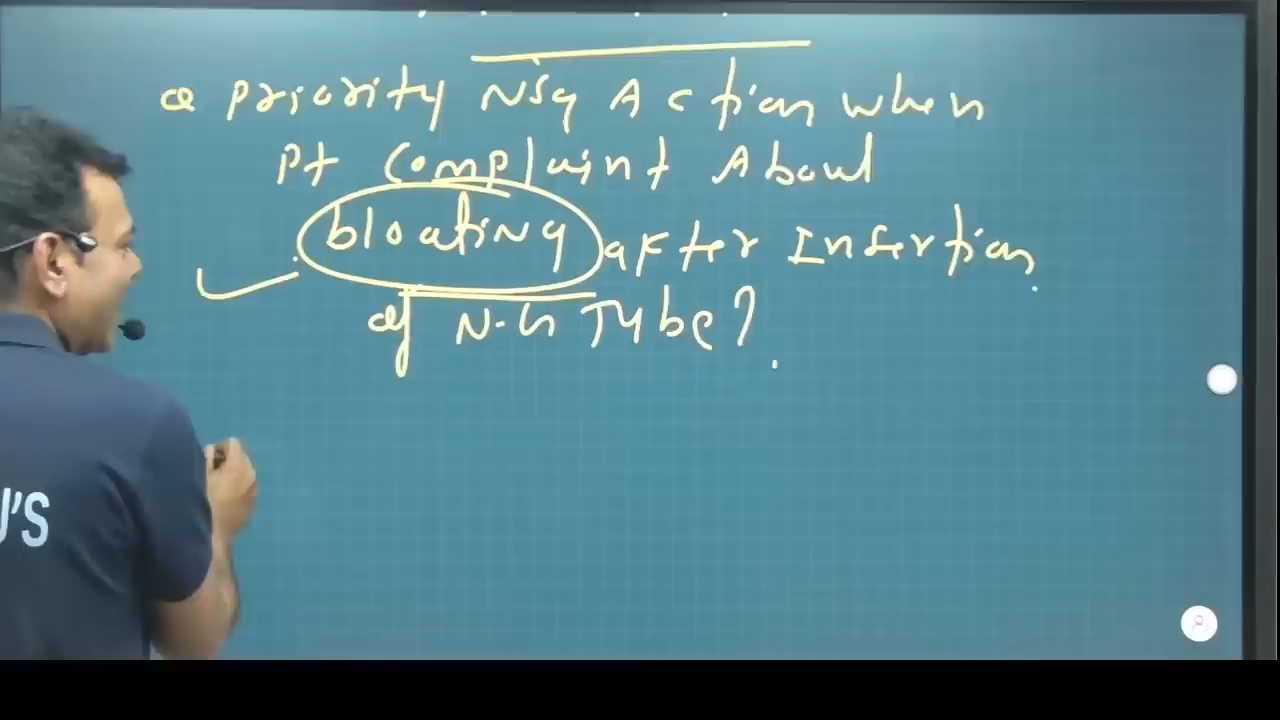 Q priority Nsg Action when
Pt Complaint About
bloating after Insertion
of N-G Tube?
J'S